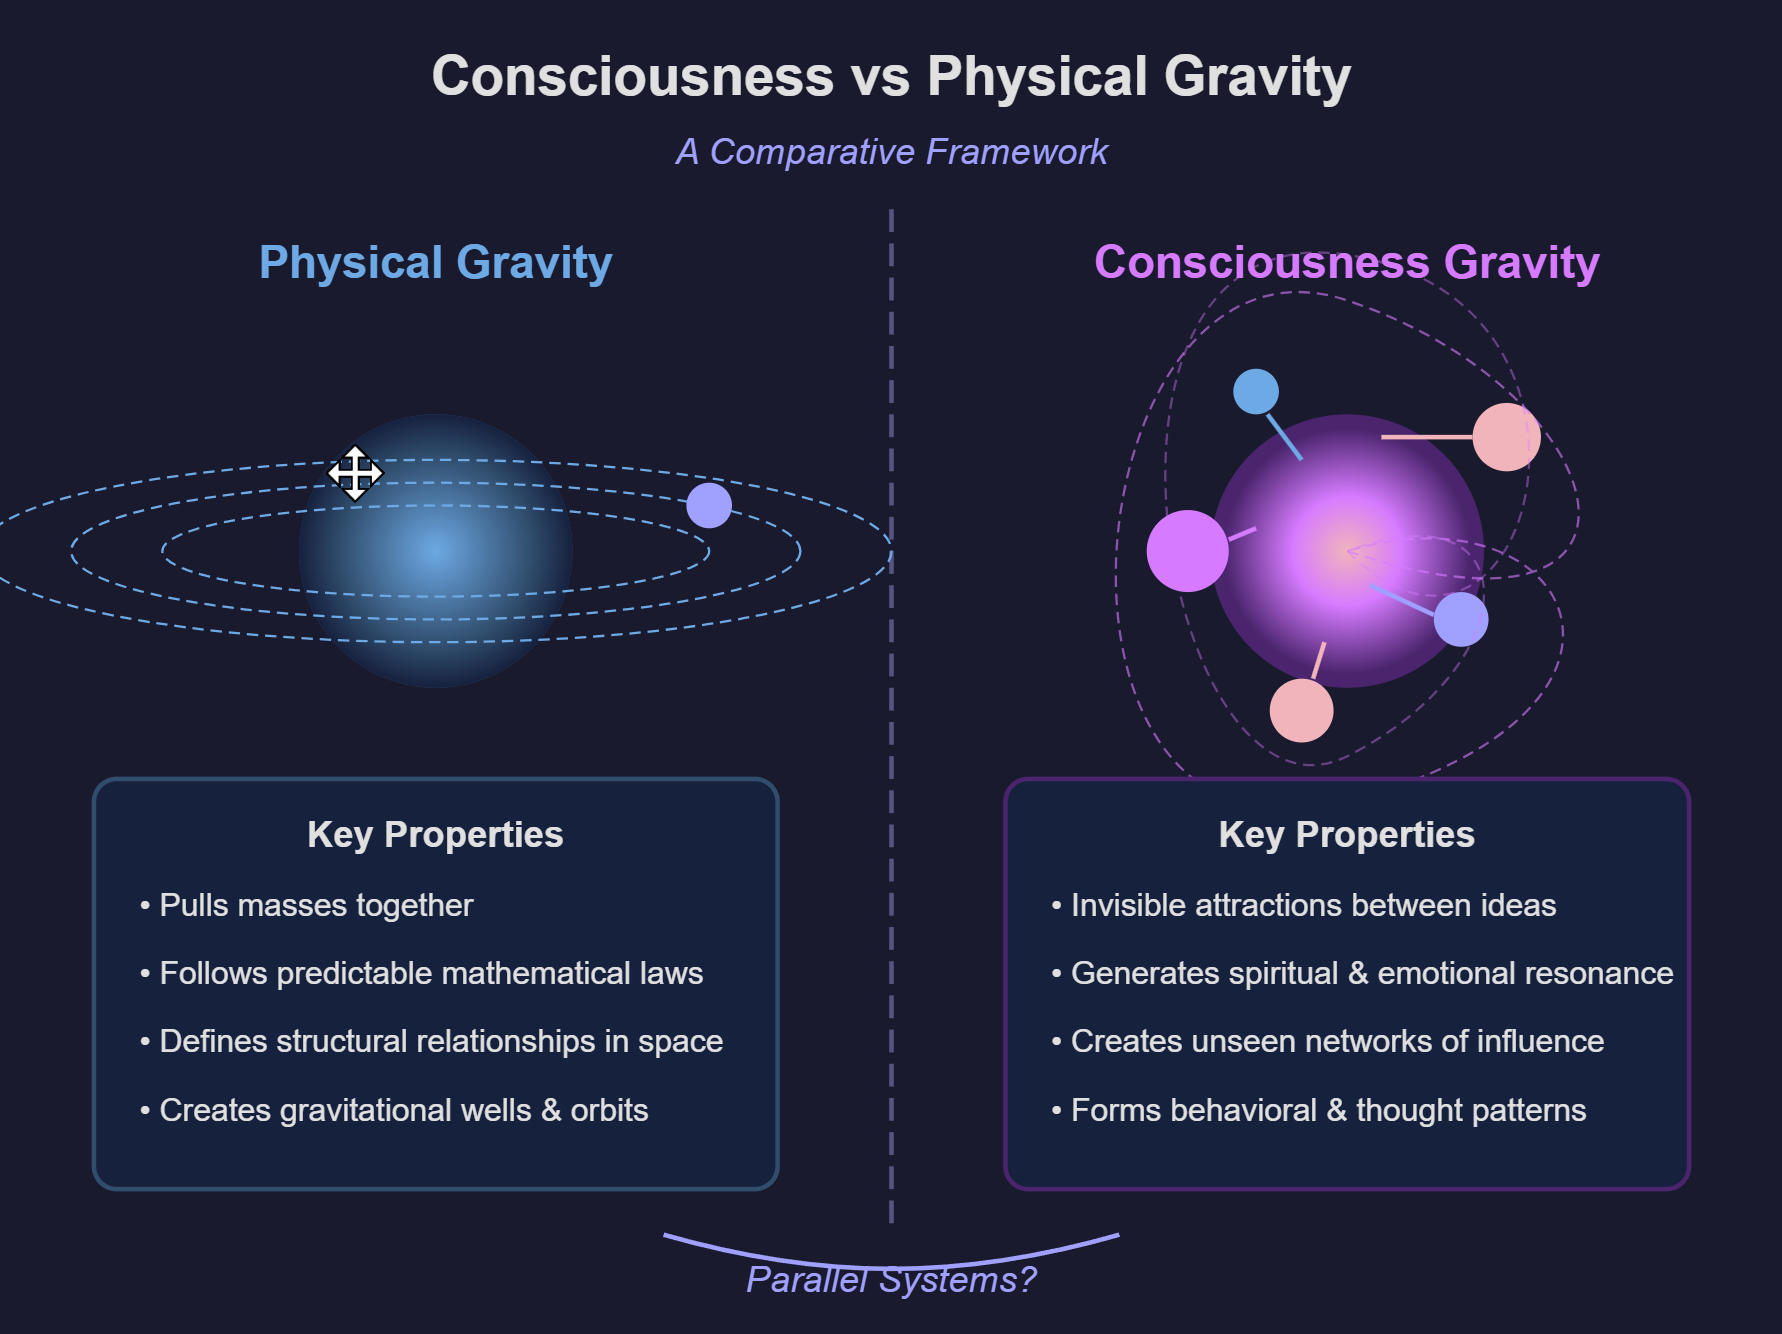 Consciousness vs Physical Gravity
A Comparative Framework
Physical Gravity
Key Properties
• Pulls masses together
• Follows predictable mathematical laws
• Defines structural relationships in space
• Creates gravitational wells & orbits
Consciousness Gravity
Key Properties
• Invisible attractions between ideas
• Generates spiritual & emotional resonance
• Creates unseen networks of influence
• Forms behavioral & thought patterns
Parallel Systems?